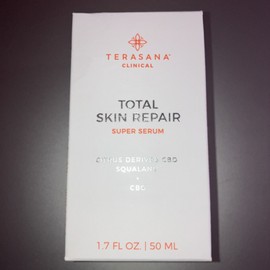 TERASANA®
CLINICAL
TOTAL
SKIN REPAIR
SUPER SERUM
SQUALANE
+
CBG
1.7 FL OZ. | 50 ML